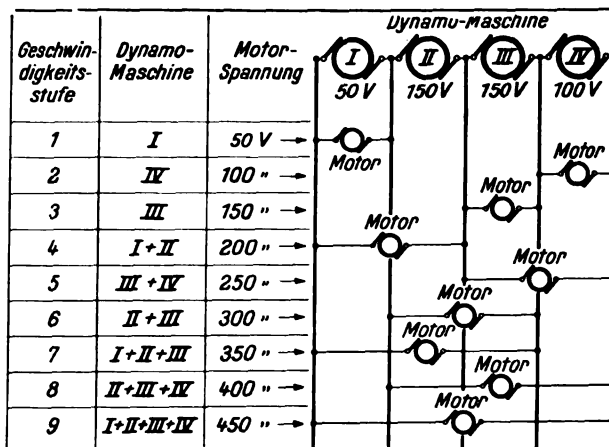 Dynamo-Maschine
Geschwin-
digkeits-
stufe
Dynamo-
Maschine
Motor-
Spannung
I II III IV
50 V 150 V 150 V 100 V
1 I 50 V → Motor
2 IV 100 „ → Motor
3 III 150 „ → Motor
4 I+II 200 „ → Motor
5 III+IV 250 „ → Motor
6 II+III 300 „ → Motor
7 I+II+III 350 „ → Motor
8 II+III+IV 400 „ → Motor
9 I+II+III+IV 450 „ → Motor